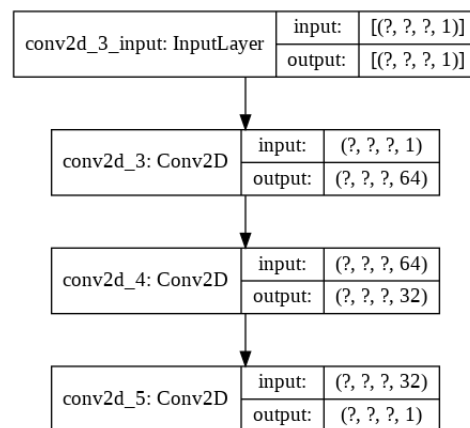 conv2d_3_input: InputLayer
input: [(?, ?, ?, 1)]
output: [(?, ?, ?, 1)]
conv2d_3: Conv2D
input: (?, ?, ?, 1)
output: (?, ?, ?, 64)
conv2d_4: Conv2D
input: (?, ?, ?, 64)
output: (?, ?, ?, 32)
conv2d_5: Conv2D
input: (?, ?, ?, 32)
output: (?, ?, ?, 1)